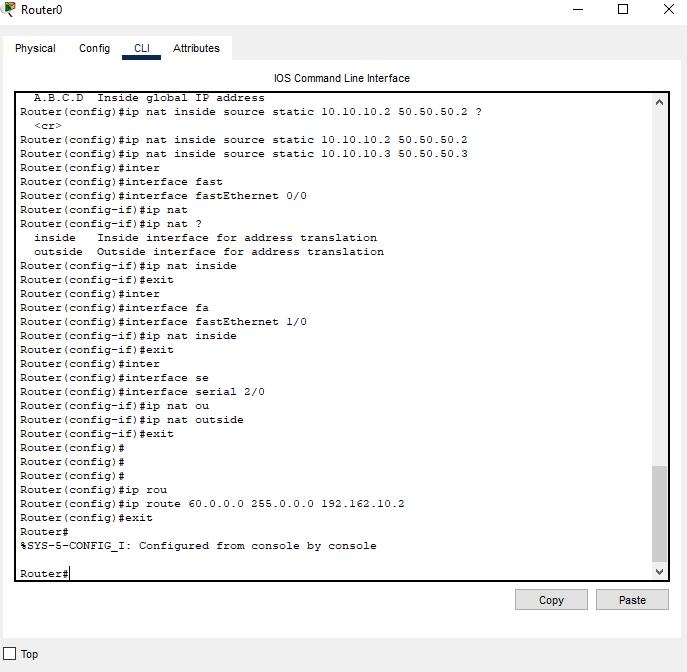 Router0
Physical Config CLI Attributes
IOS Command Line Interface
A.B.C.D Inside global IP address
Router(config)#ip nat inside source static 10.10.10.2 50.50.50.2 ?
<cr>
Router(config)#ip nat inside source static 10.10.10.2 50.50.50.2
Router(config)#ip nat inside source static 10.10.10.3 50.50.50.3
Router(config)#inter
Router(config)#interface fast
Router(config)#interface fastEthernet 0/0
Router(config-if)#ip nat
Router(config-if)#ip nat ?
inside Inside interface for address translation
outside Outside interface for address translation
Router(config-if)#ip nat inside
Router(config-if)#exit
Router(config)#inter
Router(config)#interface fa
Router(config)#interface fastEthernet 1/0
Router(config-if)#ip nat inside
Router(config-if)#exit
Router(config)#inter
Router(config)#interface se
Router(config)#interface serial 2/0
Router(config-if)#ip nat ou
Router(config-if)#ip nat outside
Router(config-if)#exit
Router(config)#
Router(config)#
Router(config)#
Router(config)#ip rou
Router(config)#ip route 60.0.0.0 255.0.0.0 192.162.10.2
Router(config)#exit
Router#
%SYS-5-CONFIG_I: Configured from console by console
Router#
Copy Paste
Top